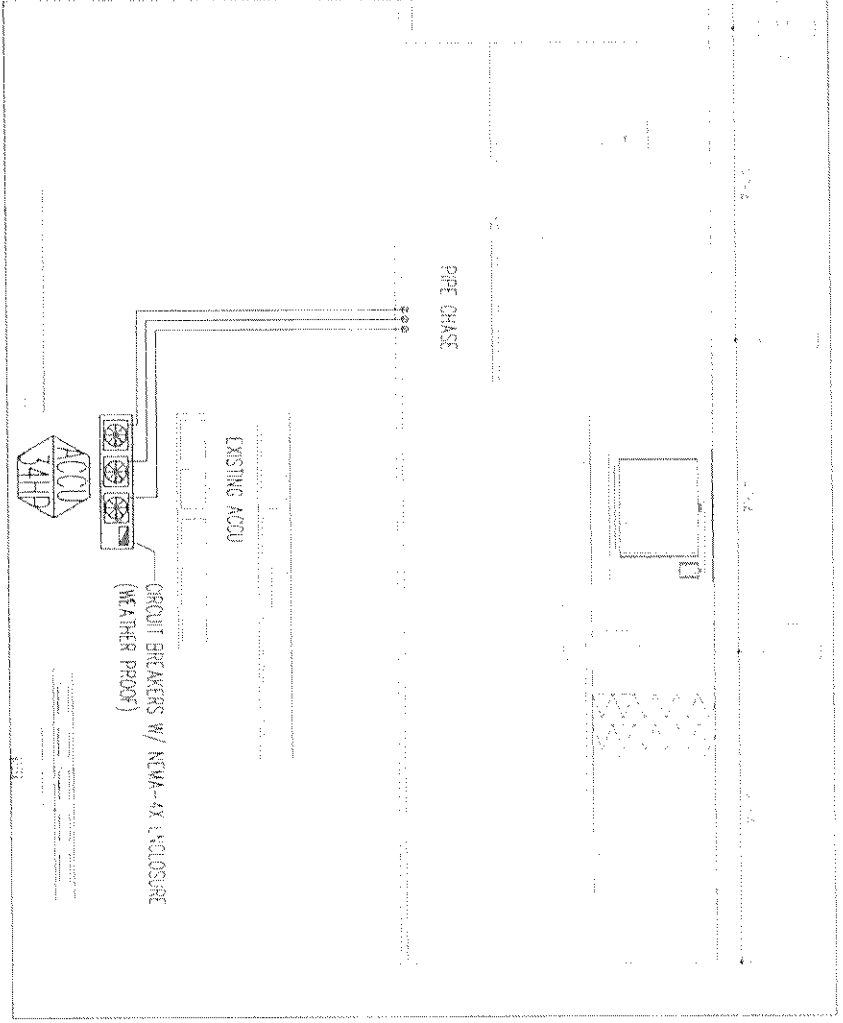 PIPE CHASE
EXISTING ACCU
CIRCUIT BREAKERS W/ NEMA-4X ENCLOSURE
(WEATHER PROOF)
ACCU
34HP